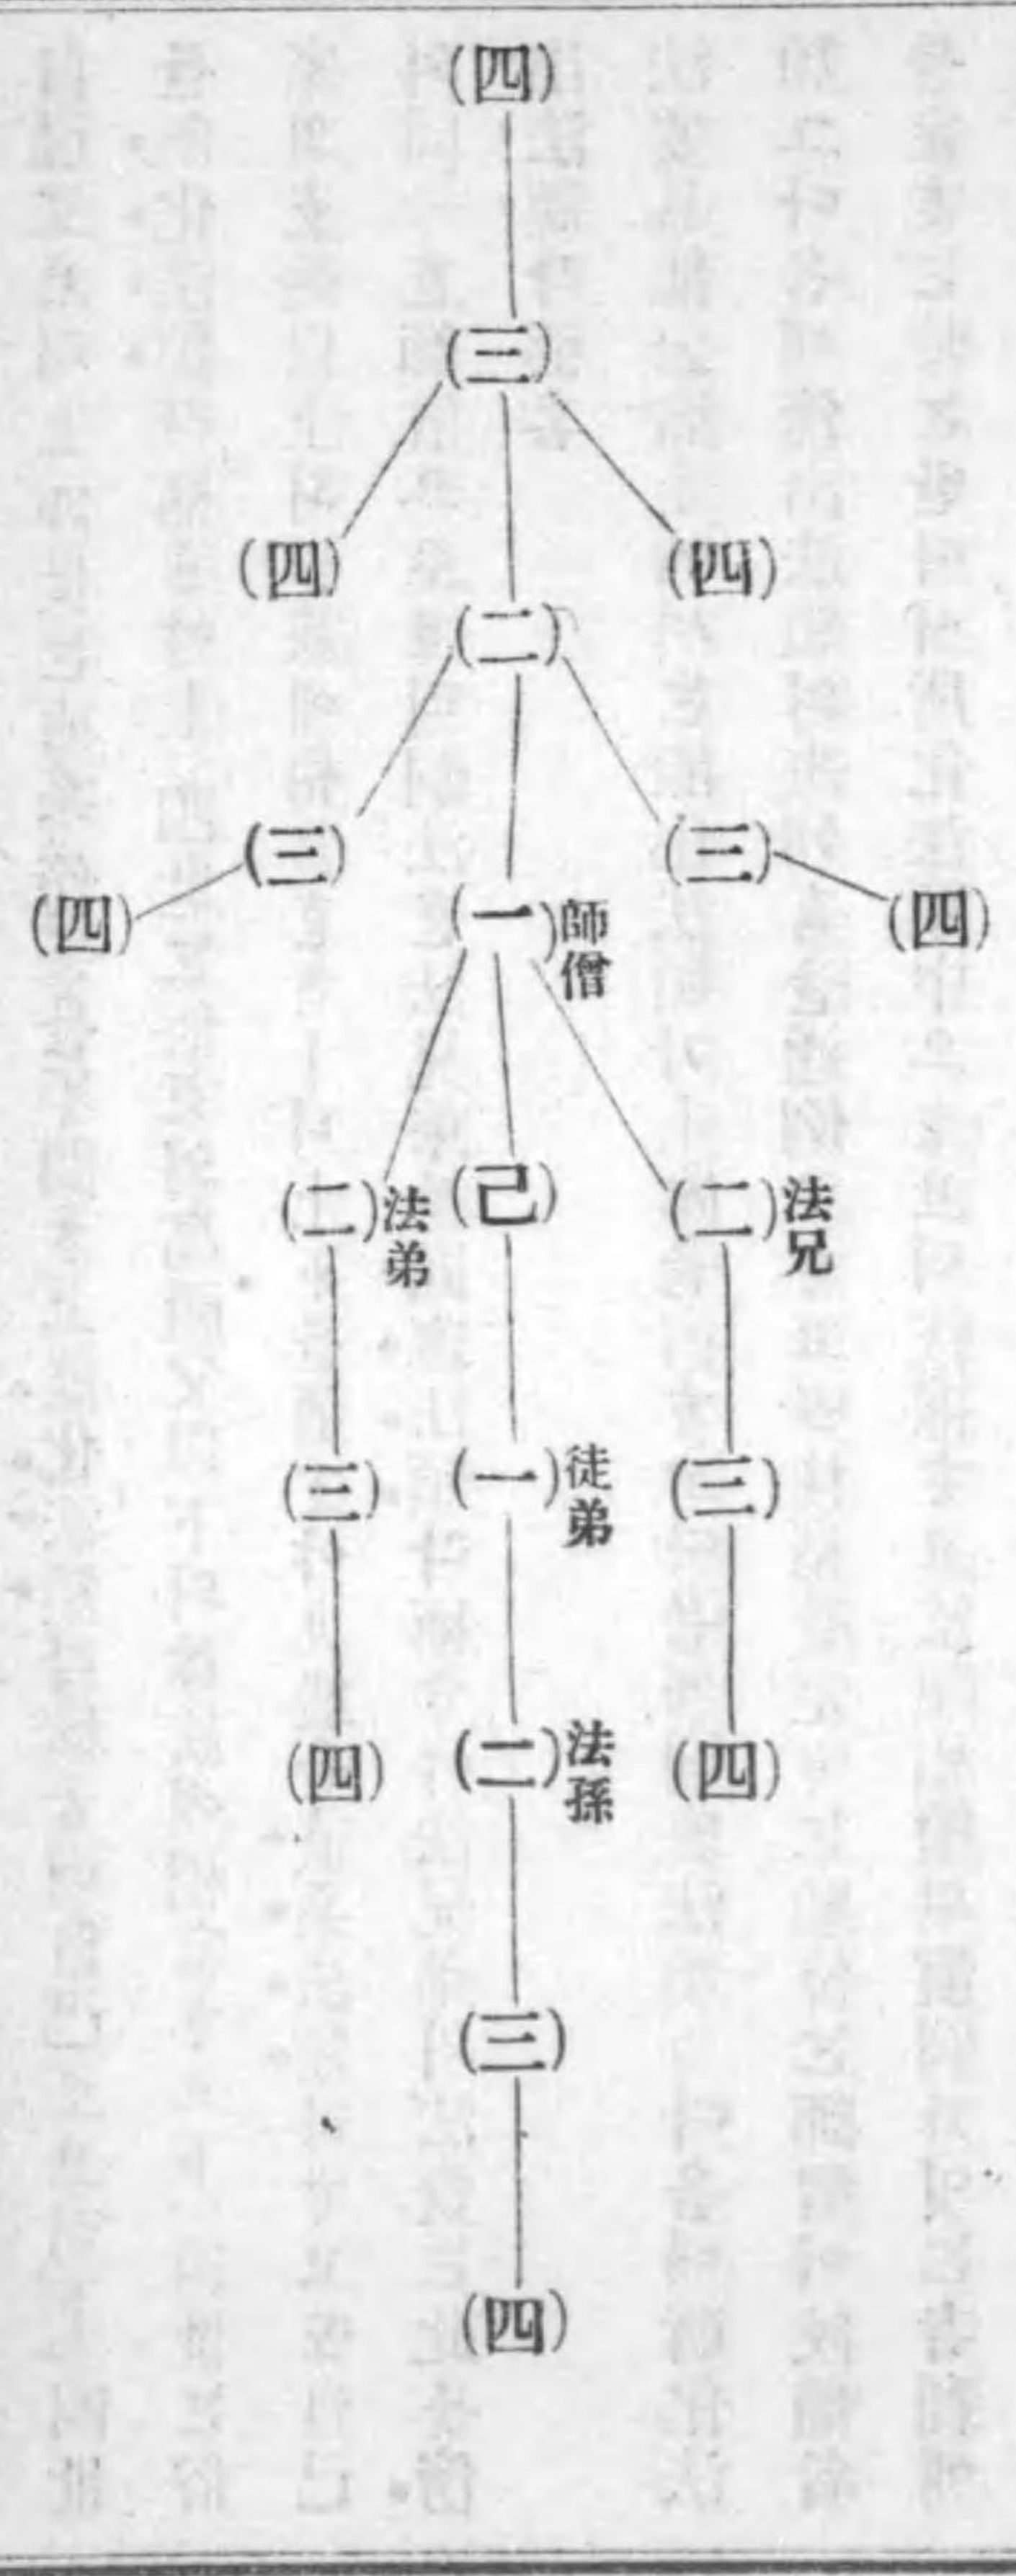 (四)
(三)
(四) (四)
(二)
(三) (三)
(四) (一)師僧 (四)
(二)法弟 (己) (二)法兄
(三) (一)徒弟 (三)
(四) (二)法孫 (四)
(三)
(四)